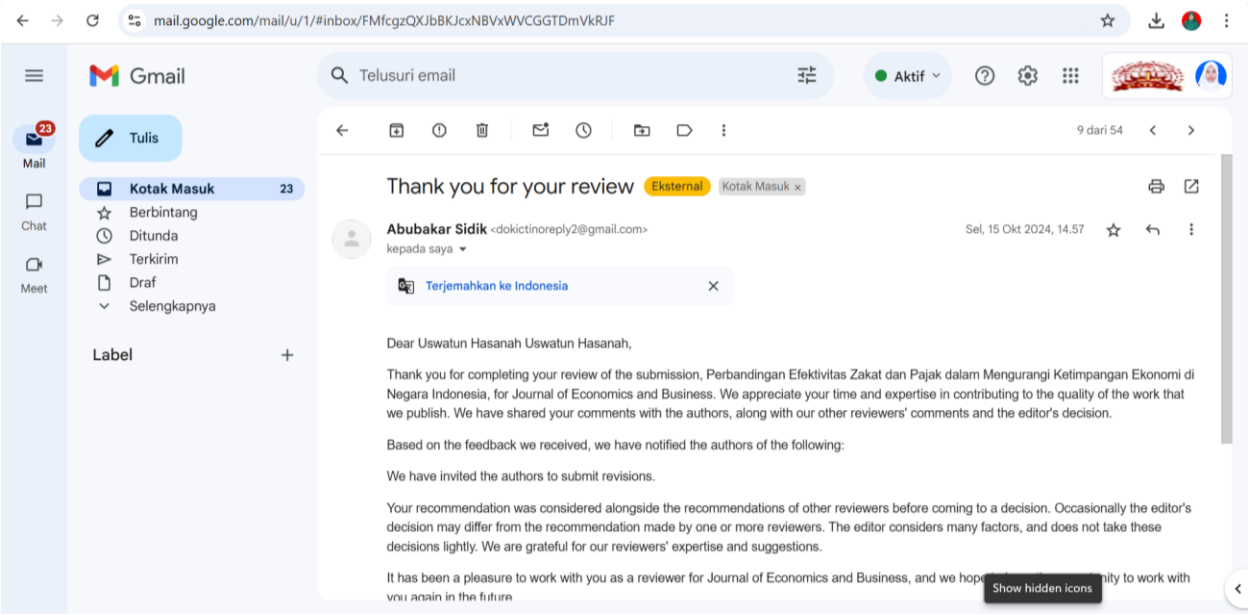 mail.google.com/mail/u/1/#inbox/FMfcgzQXJbBKJcxNBVxWVCGGTDmVkRJF
Gmail
Telusuri email
Aktif
23
Mail
Chat
Meet
Tulis
Kotak Masuk 23
Berbintang
Ditunda
Terkirim
Draf
Selengkapnya
Label
9 dari 54
Thank you for your review Eksternal Kotak Masuk x
Abubakar Sidik <dokictinoreply2@gmail.com> Sel, 15 Okt 2024, 14.57
kepada saya
Terjemahkan ke Indonesia
Dear Uswatun Hasanah Uswatun Hasanah,
Thank you for completing your review of the submission, Perbandingan Efektivitas Zakat dan Pajak dalam Mengurangi Ketimpangan Ekonomi di
Negara Indonesia, for Journal of Economics and Business. We appreciate your time and expertise in contributing to the quality of the work that
we publish. We have shared your comments with the authors, along with our other reviewers' comments and the editor's decision.
Based on the feedback we received, we have notified the authors of the following:
We have invited the authors to submit revisions.
Your recommendation was considered alongside the recommendations of other reviewers before coming to a decision. Occasionally the editor's
decision may differ from the recommendation made by one or more reviewers. The editor considers many factors, and does not take these
decisions lightly. We are grateful for our reviewers' expertise and suggestions.
It has been a pleasure to work with you as a reviewer for Journal of Economics and Business, and we hope to work with
you again in the future
Show hidden icons